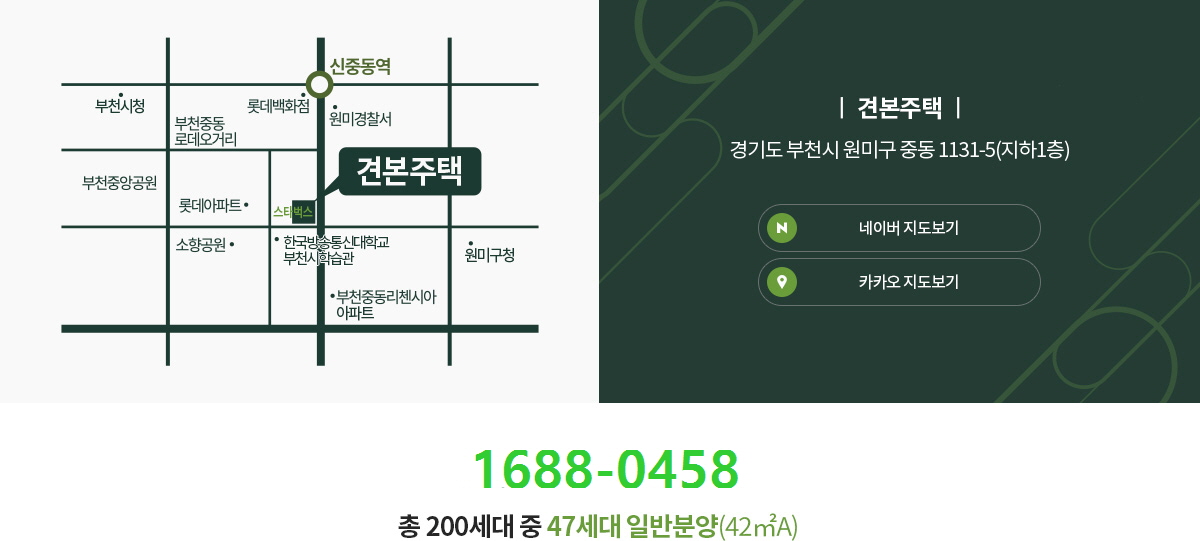 신중동역
부천시청
롯데백화점
원미경찰서
부천중동
로데오거리
견본주택
부천중앙공원
롯데아파트
스타벅스
소향공원
한국방송통신대학교
부천시학습관
원미구청
부천중동리첸시아
아파트
| 견본주택 |
경기도 부천시 원미구 중동 1131-5(지하1층)
N 네이버 지도보기
카카오 지도보기
1688-0458
총 200세대 중 47세대 일반분양(42㎡A)